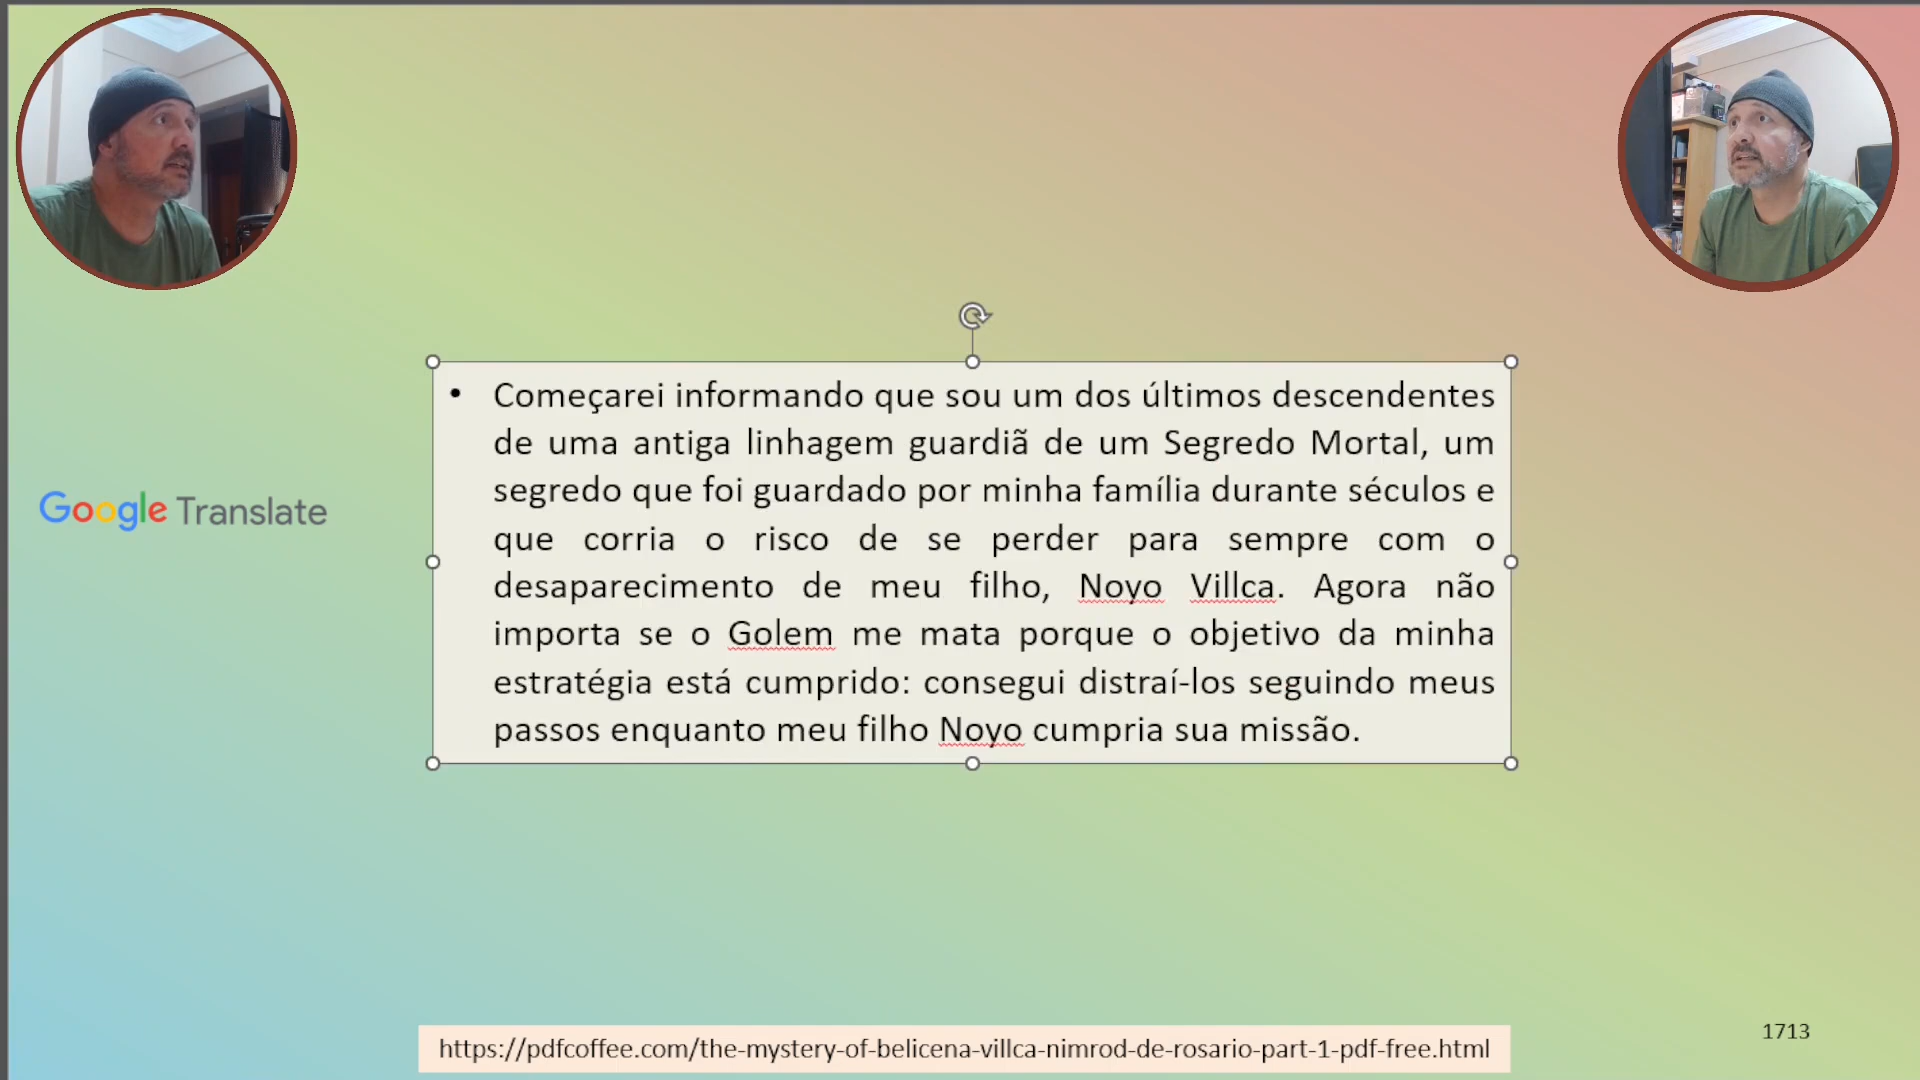 • Começarei informando que sou um dos últimos descendentes
de uma antiga linhagem guardiã de um Segredo Mortal, um
segredo que foi guardado por minha família durante séculos e
que corria o risco de se perder para sempre com o
desaparecimento de meu filho, Noyo Villca. Agora não
importa se o Golem me mata porque o objetivo da minha
estratégia está cumprido: consegui distraí-los seguindo meus
passos enquanto meu filho Noyo cumpria sua missão.
Google Translate
1713
https://pdfcoffee.com/the-mystery-of-belicena-villca-nimrod-de-rosario-part-1-pdf-free.html